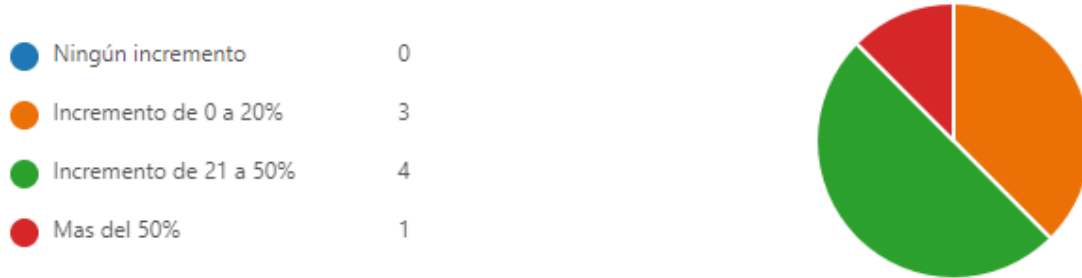 Ningún incremento 0
Incremento de 0 a 20% 3
Incremento de 21 a 50% 4
Mas del 50% 1